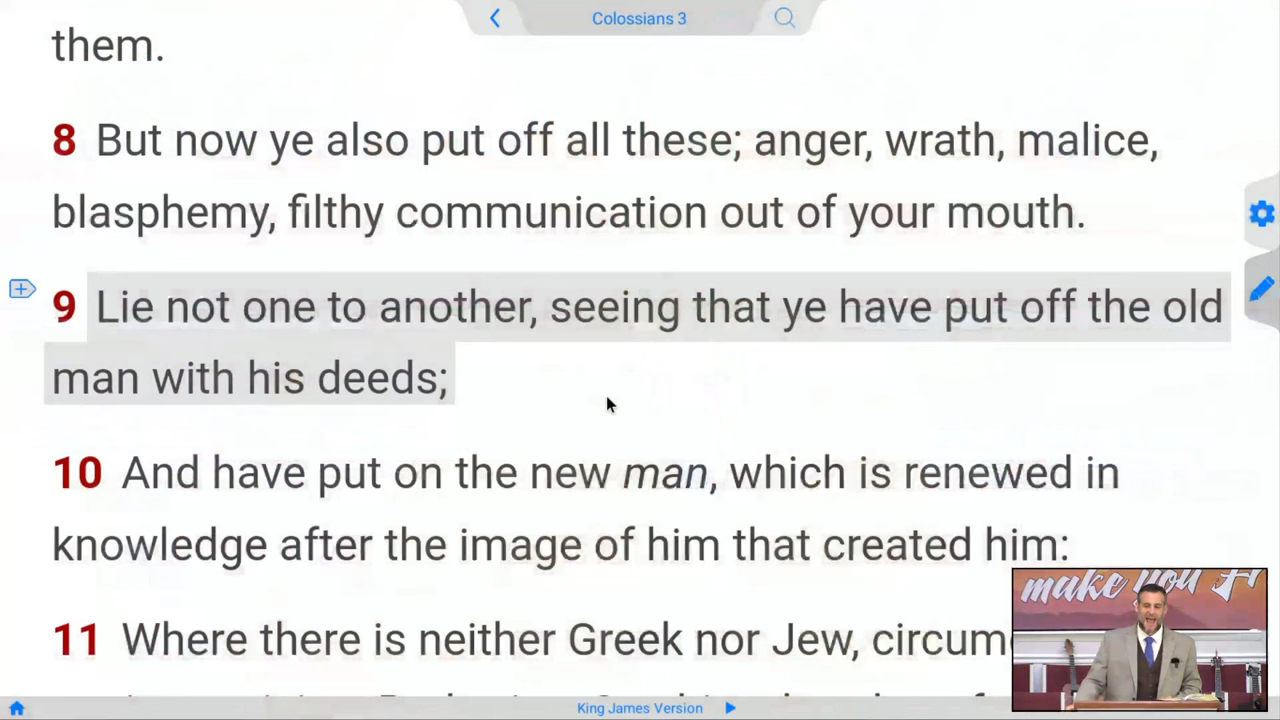 Colossians 3
them.
8 But now ye also put off all these; anger, wrath, malice,
blasphemy, filthy communication out of your mouth.
9 Lie not one to another, seeing that ye have put off the old
man with his deeds;
10 And have put on the new man, which is renewed in
knowledge after the image of him that created him:
11 Where there is neither Greek nor Jew,
make you
King James Version